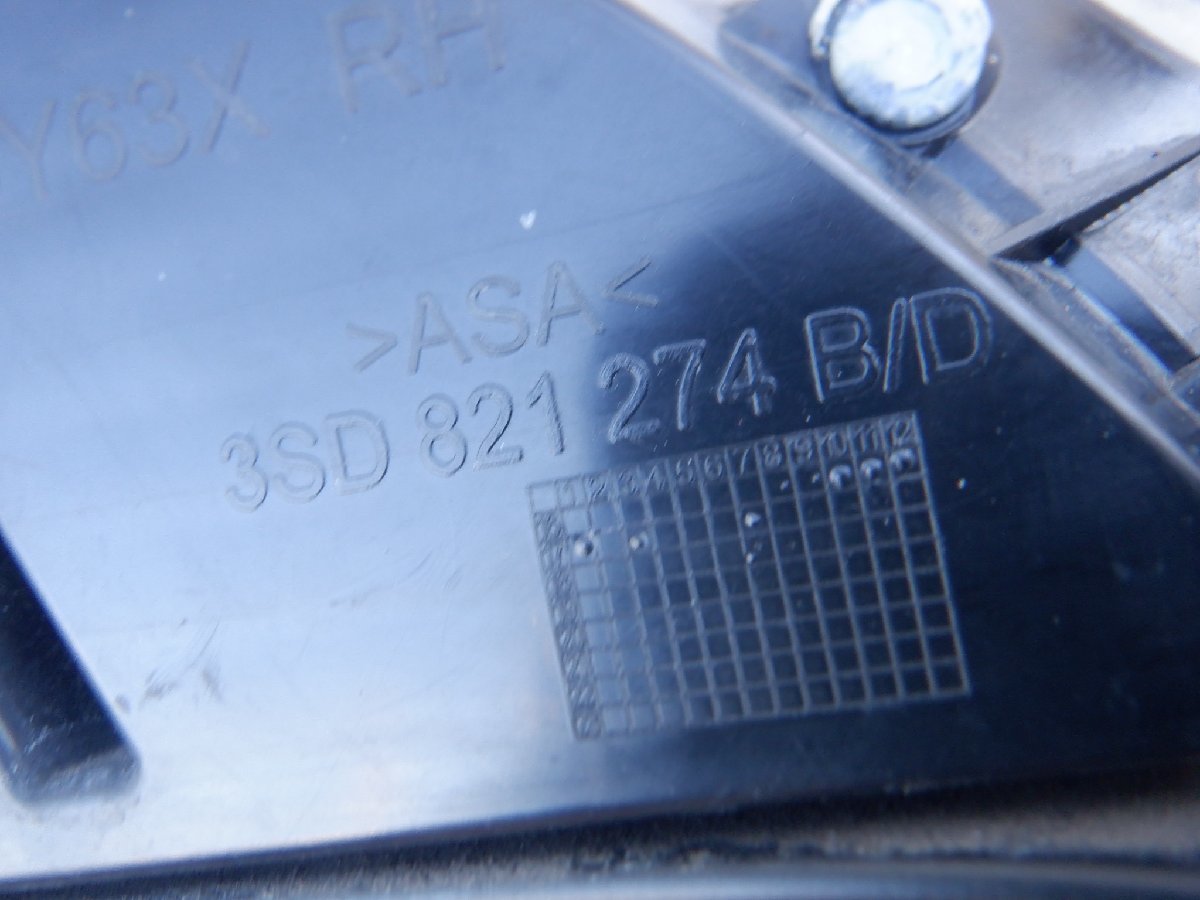 Y63X RH
>ASA<
3SD 821 274 B/D
1 2 3 4 5 6 7 8 9 10 11 12